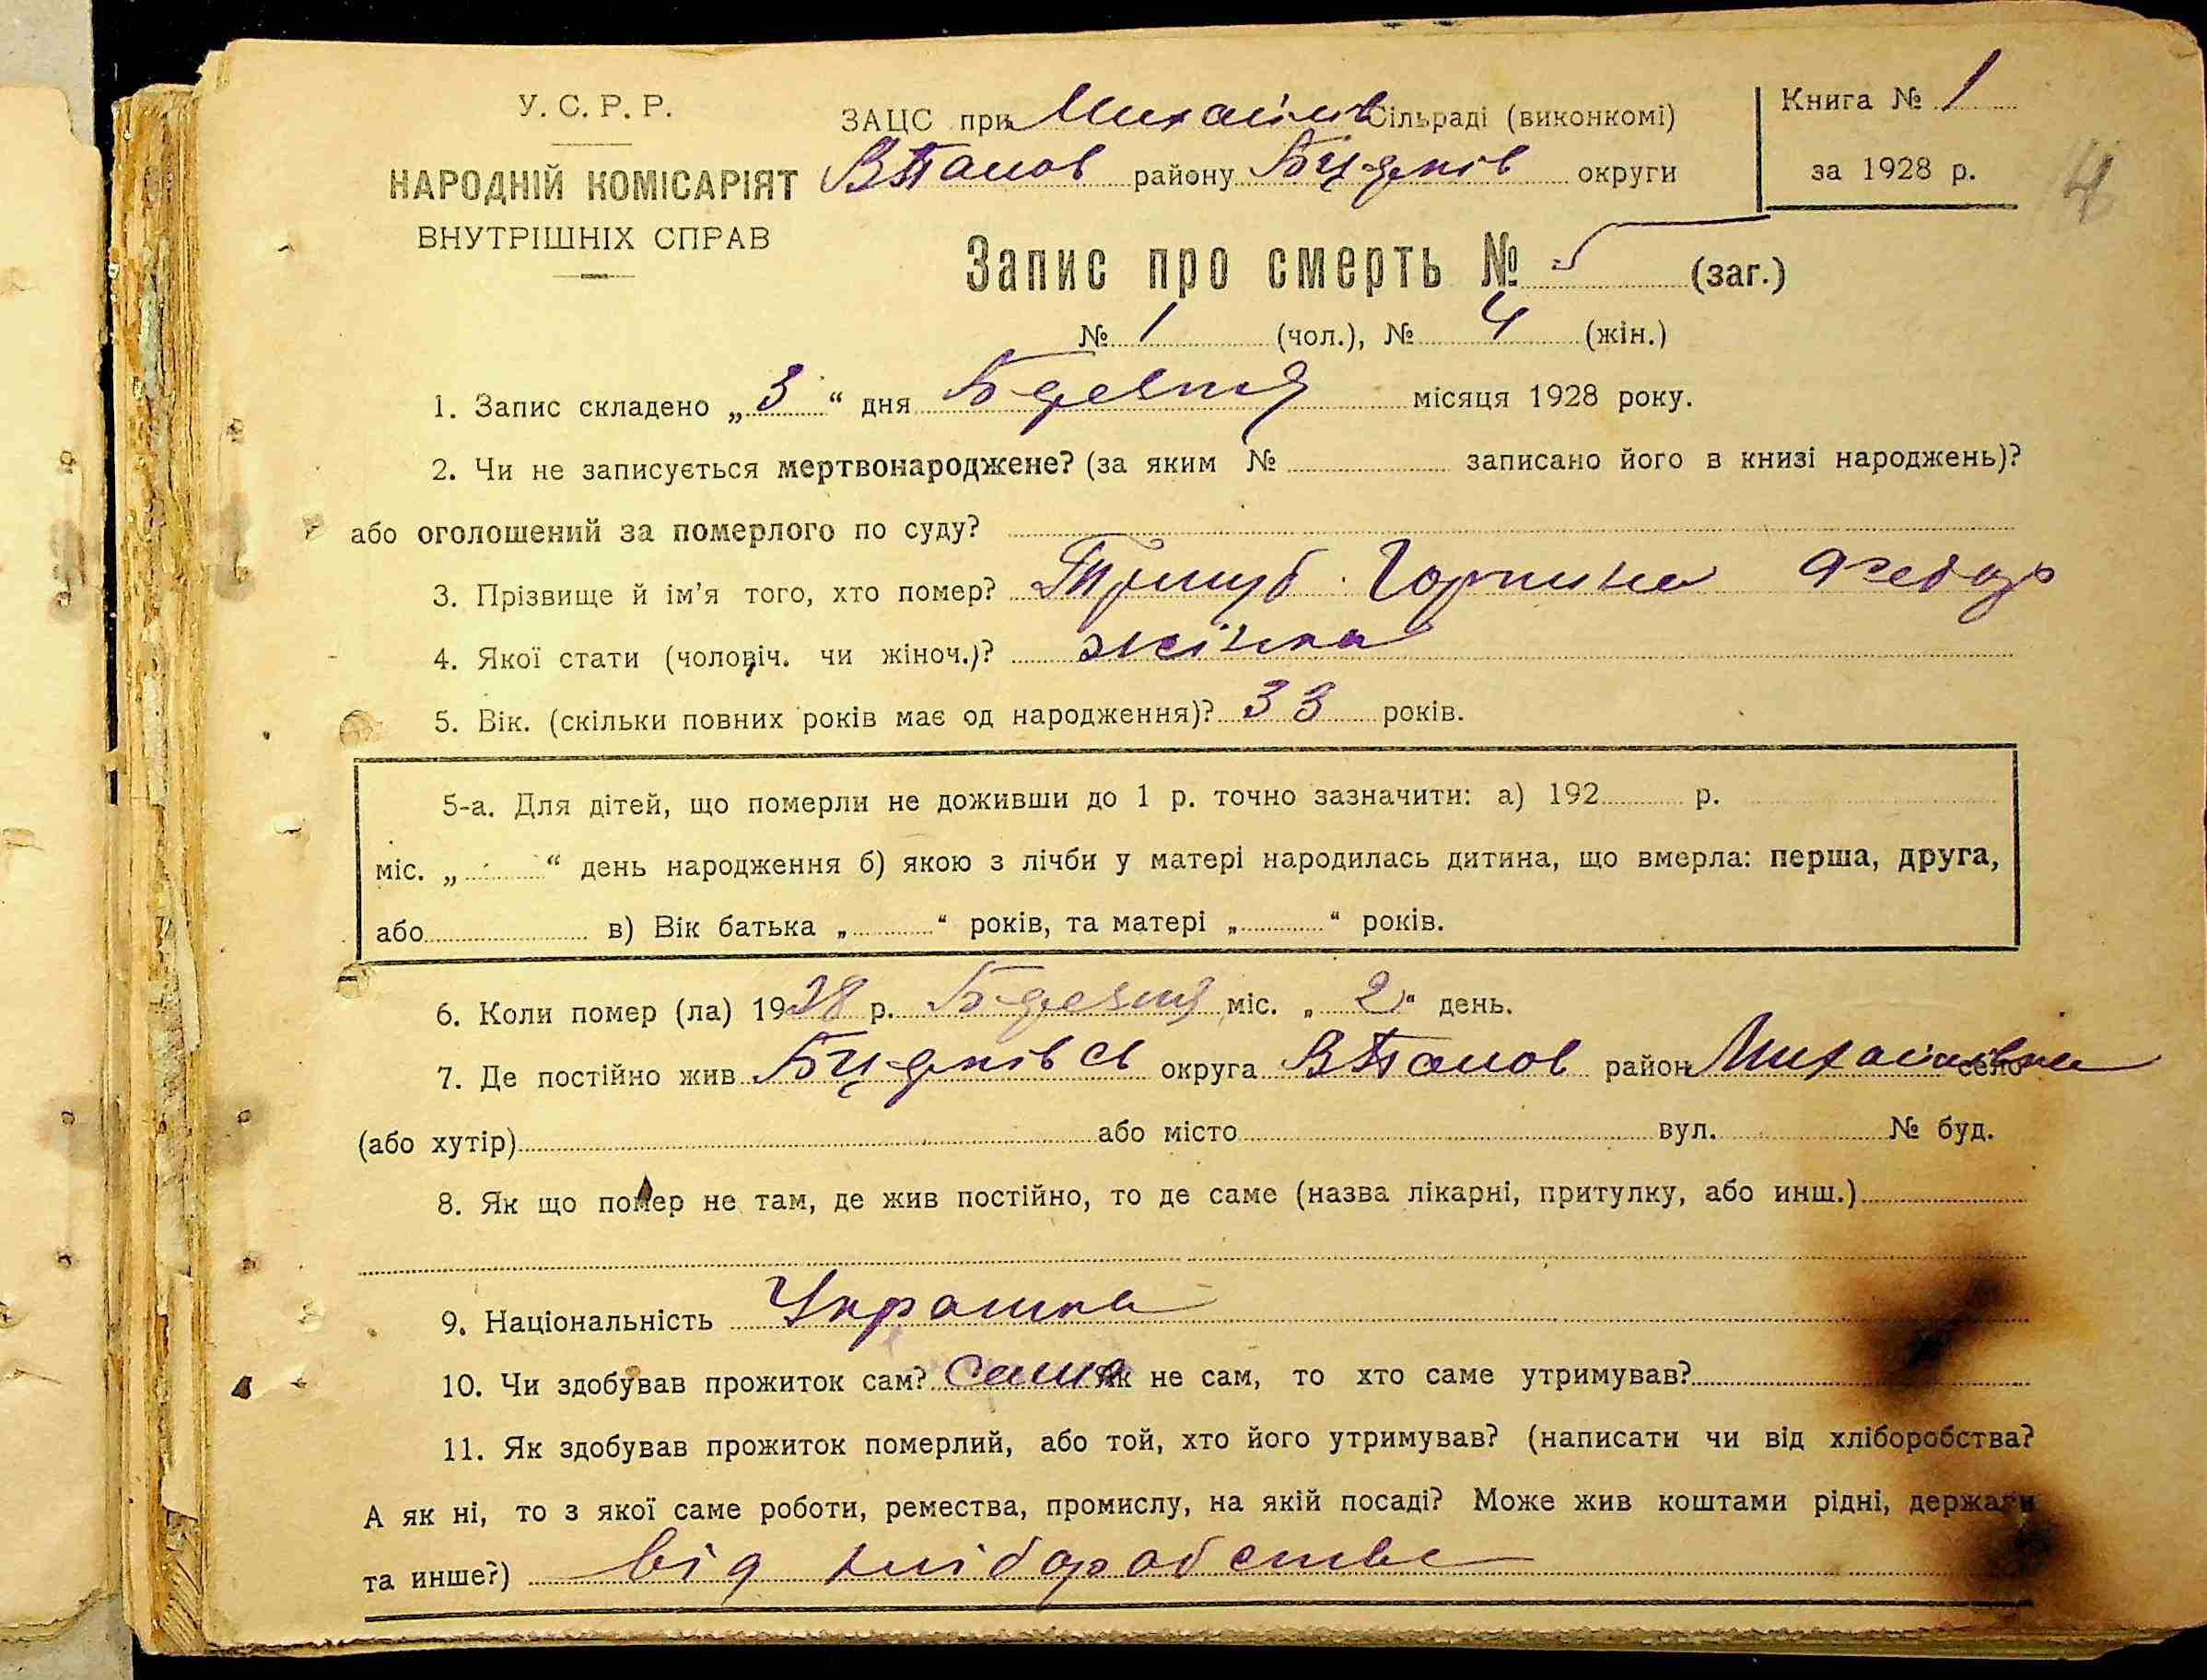 У. С. Р. Р.
НАРОДНІЙ КОМІСАРІЯТ
ВНУТРІШНІХ СПРАВ
ЗАЦС при Михайлів Сільраді (виконкомі)
району округи
Книга № 1
за 1928 р.
4
Запис про смерть № 5 (заг.)
№ 1 (чол.), № 4 (жін.)
1. Запис складено „ 3 “ дня Березня місяця 1928 року.
2. Чи не записується мертвонароджене? (за яким № записано його в книзі народжень)?
або оголошений за померлого по суду?
3. Прізвище й ім'я того, хто помер? Горпина Федор
4. Якої стати (чоловіч. чи жіноч.)? жінка
5. Вік. (скільки повних років має од народження)? 33 років.
5-а. Для дітей, що померли не доживши до 1 р. точно зазначити: а) 192 р.
міс. „ “ день народження б) якою з лічби у матері народилась дитина, що вмерла: перша, друга,
або в) Вік батька „ “ років, та матері „ “ років.
6. Коли помер (ла) 1928 р. Березня міс. „ 2 “ день.
7. Де постійно жив округа район Михайлівка село
(або хутір) або місто вул. № буд.
8. Як що помер не там, де жив постійно, то де саме (назва лікарні, притулку, або инш.)
9. Національність Украинка
10. Чи здобував прожиток сам? сама Як не сам, то хто саме утримував?
11. Як здобував прожиток померлий, або той, хто його утримував? (написати чи від хліборобства?
А як ні, то з якої саме роботи, ремества, промислу, на якій посаді? Може жив коштами рідні, держави
та инше?) від хліборобства